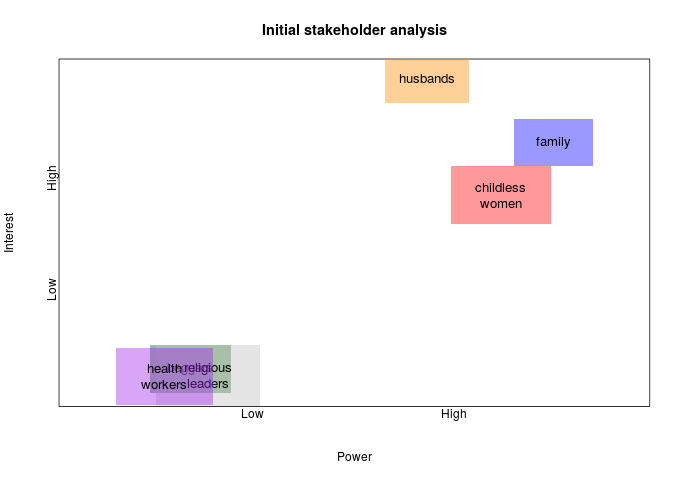 Initial stakeholder analysis
husbands
family
childless
women
High
Interest
Low
health
workers
religious
leaders
Low
High
Power